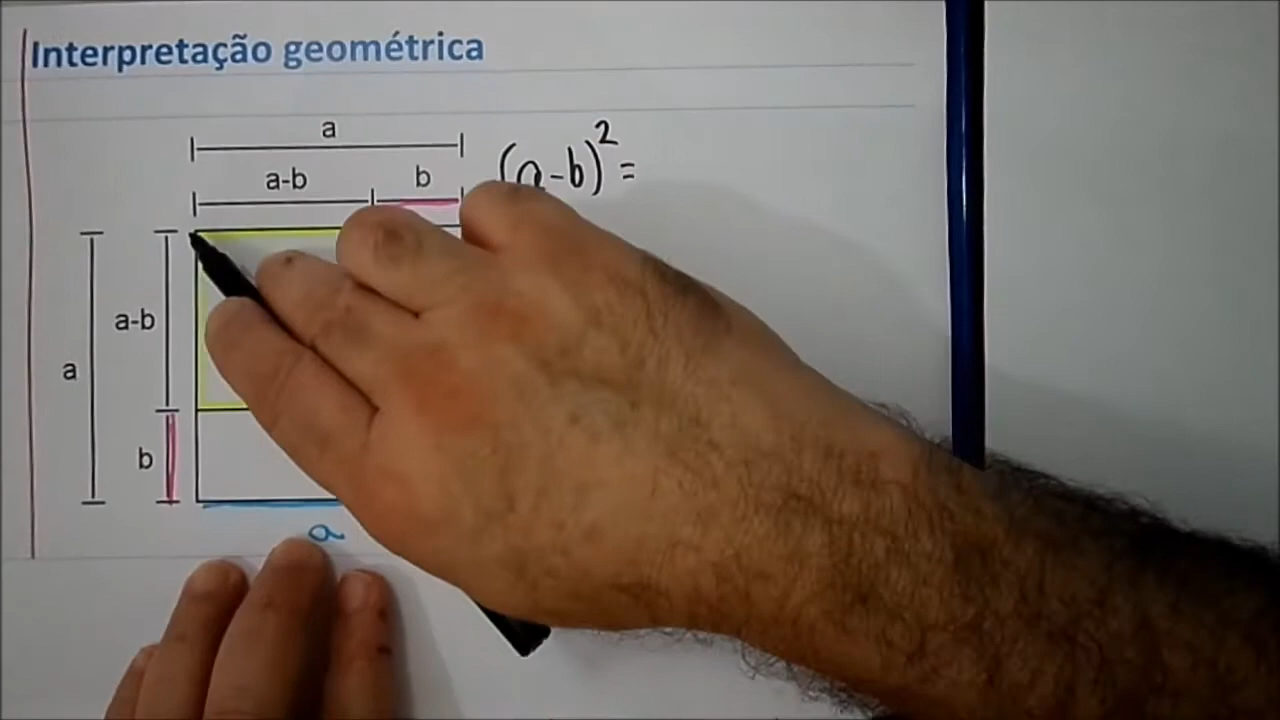 Interpretação geométrica
a
a-b b
(a-b)² =
a-b
a
b
a